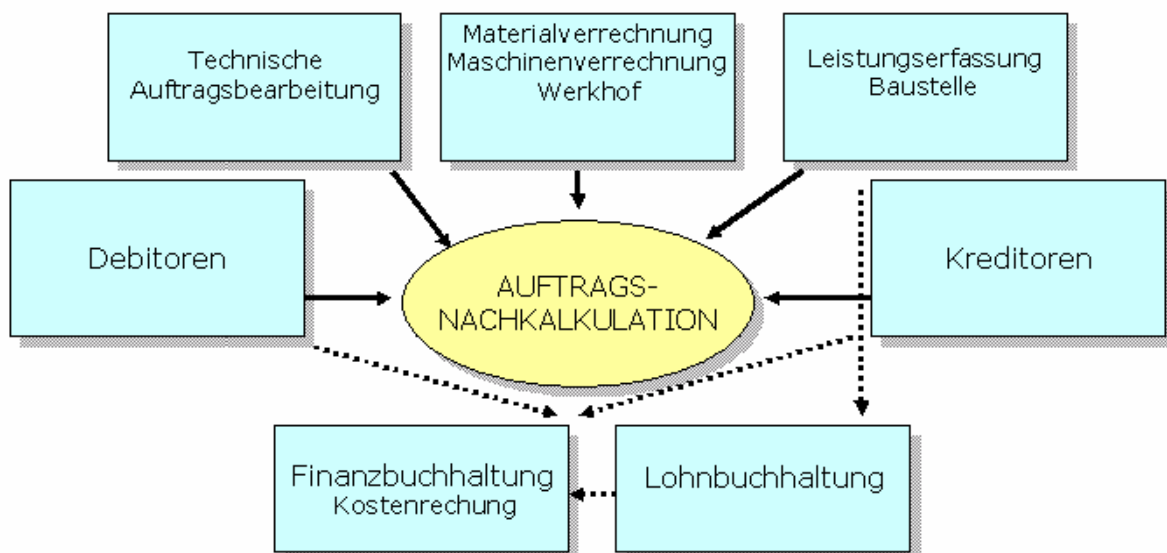 Technische
Auftragsbearbeitung
Materialverrechnung
Maschinenverrechnung
Werkhof
Leistungserfassung
Baustelle
Debitoren
AUFTRAGS-
NACHKALKULATION
Kreditoren
Finanzbuchhaltung
Kostenrechung
Lohnbuchhaltung